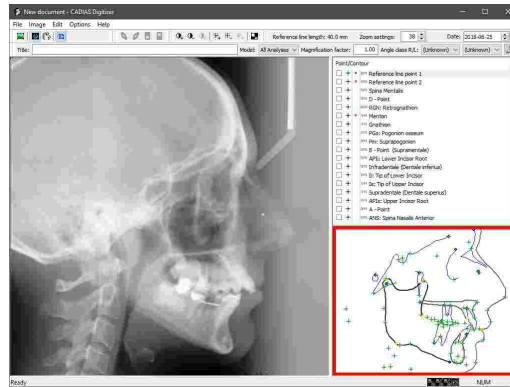 New document - CADIAS Digitizer
File Image Edit Options Help
Reference line length: 40.0 mm Zoom settings: 38 Date: 2018-06-25
Title: Model: All Analyses Magnification factor: 1.00 Angle class R/L: (Unknown) (Unknown)
Point/Contour
Reference line point 1
Reference line point 2
Spina Mentalis
D - Point
RGN: Retrognathion
Menton
Gnathion
PGo: Pogonion osseum
Pm: Suprapogonion
B - Point (Supramentale)
APIi: Lower Incisor Root
Infradentale (Dentale inferius)
Ii: Tip of Lower Incisor
Is: Tip of Upper Incisor
Supradentale (Dentale superius)
APIs: Upper Incisor Root
A - Point
ANS: Spina Nasalis Anterior
Ready NUM